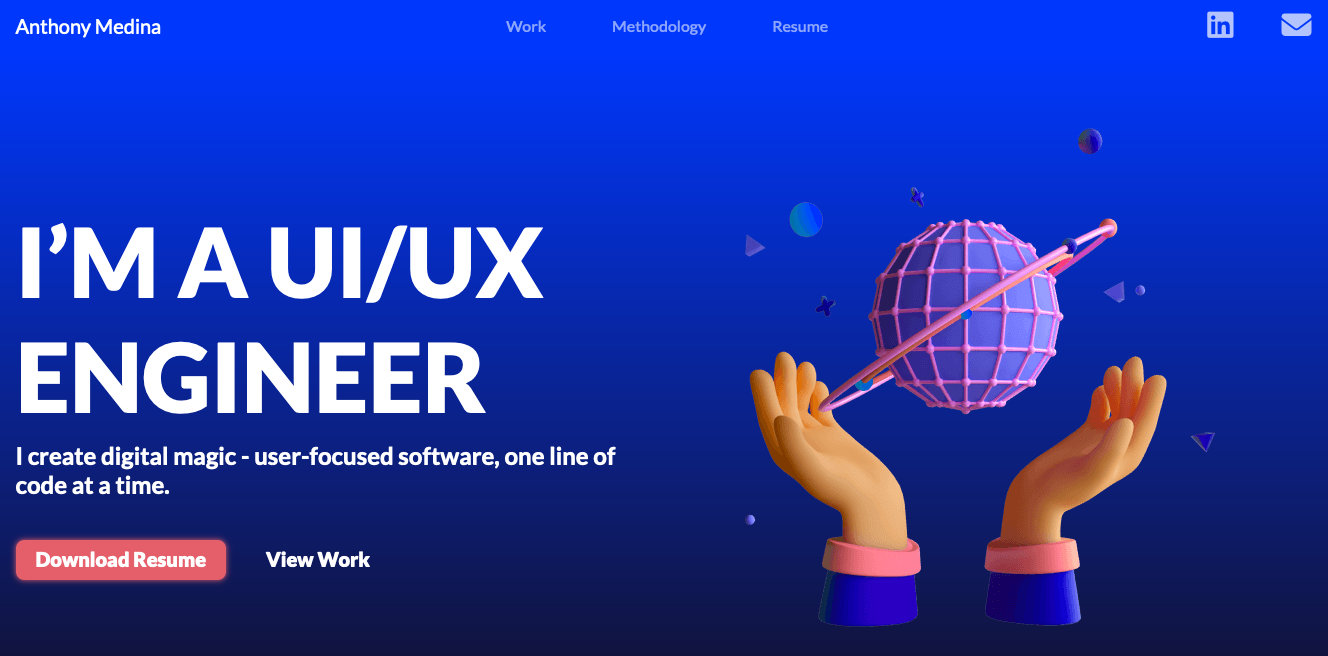 Anthony Medina
Work
Methodology
Resume
in
I’M A UI/UX
ENGINEER
I create digital magic - user-focused software, one line of
code at a time.
Download Resume
View Work